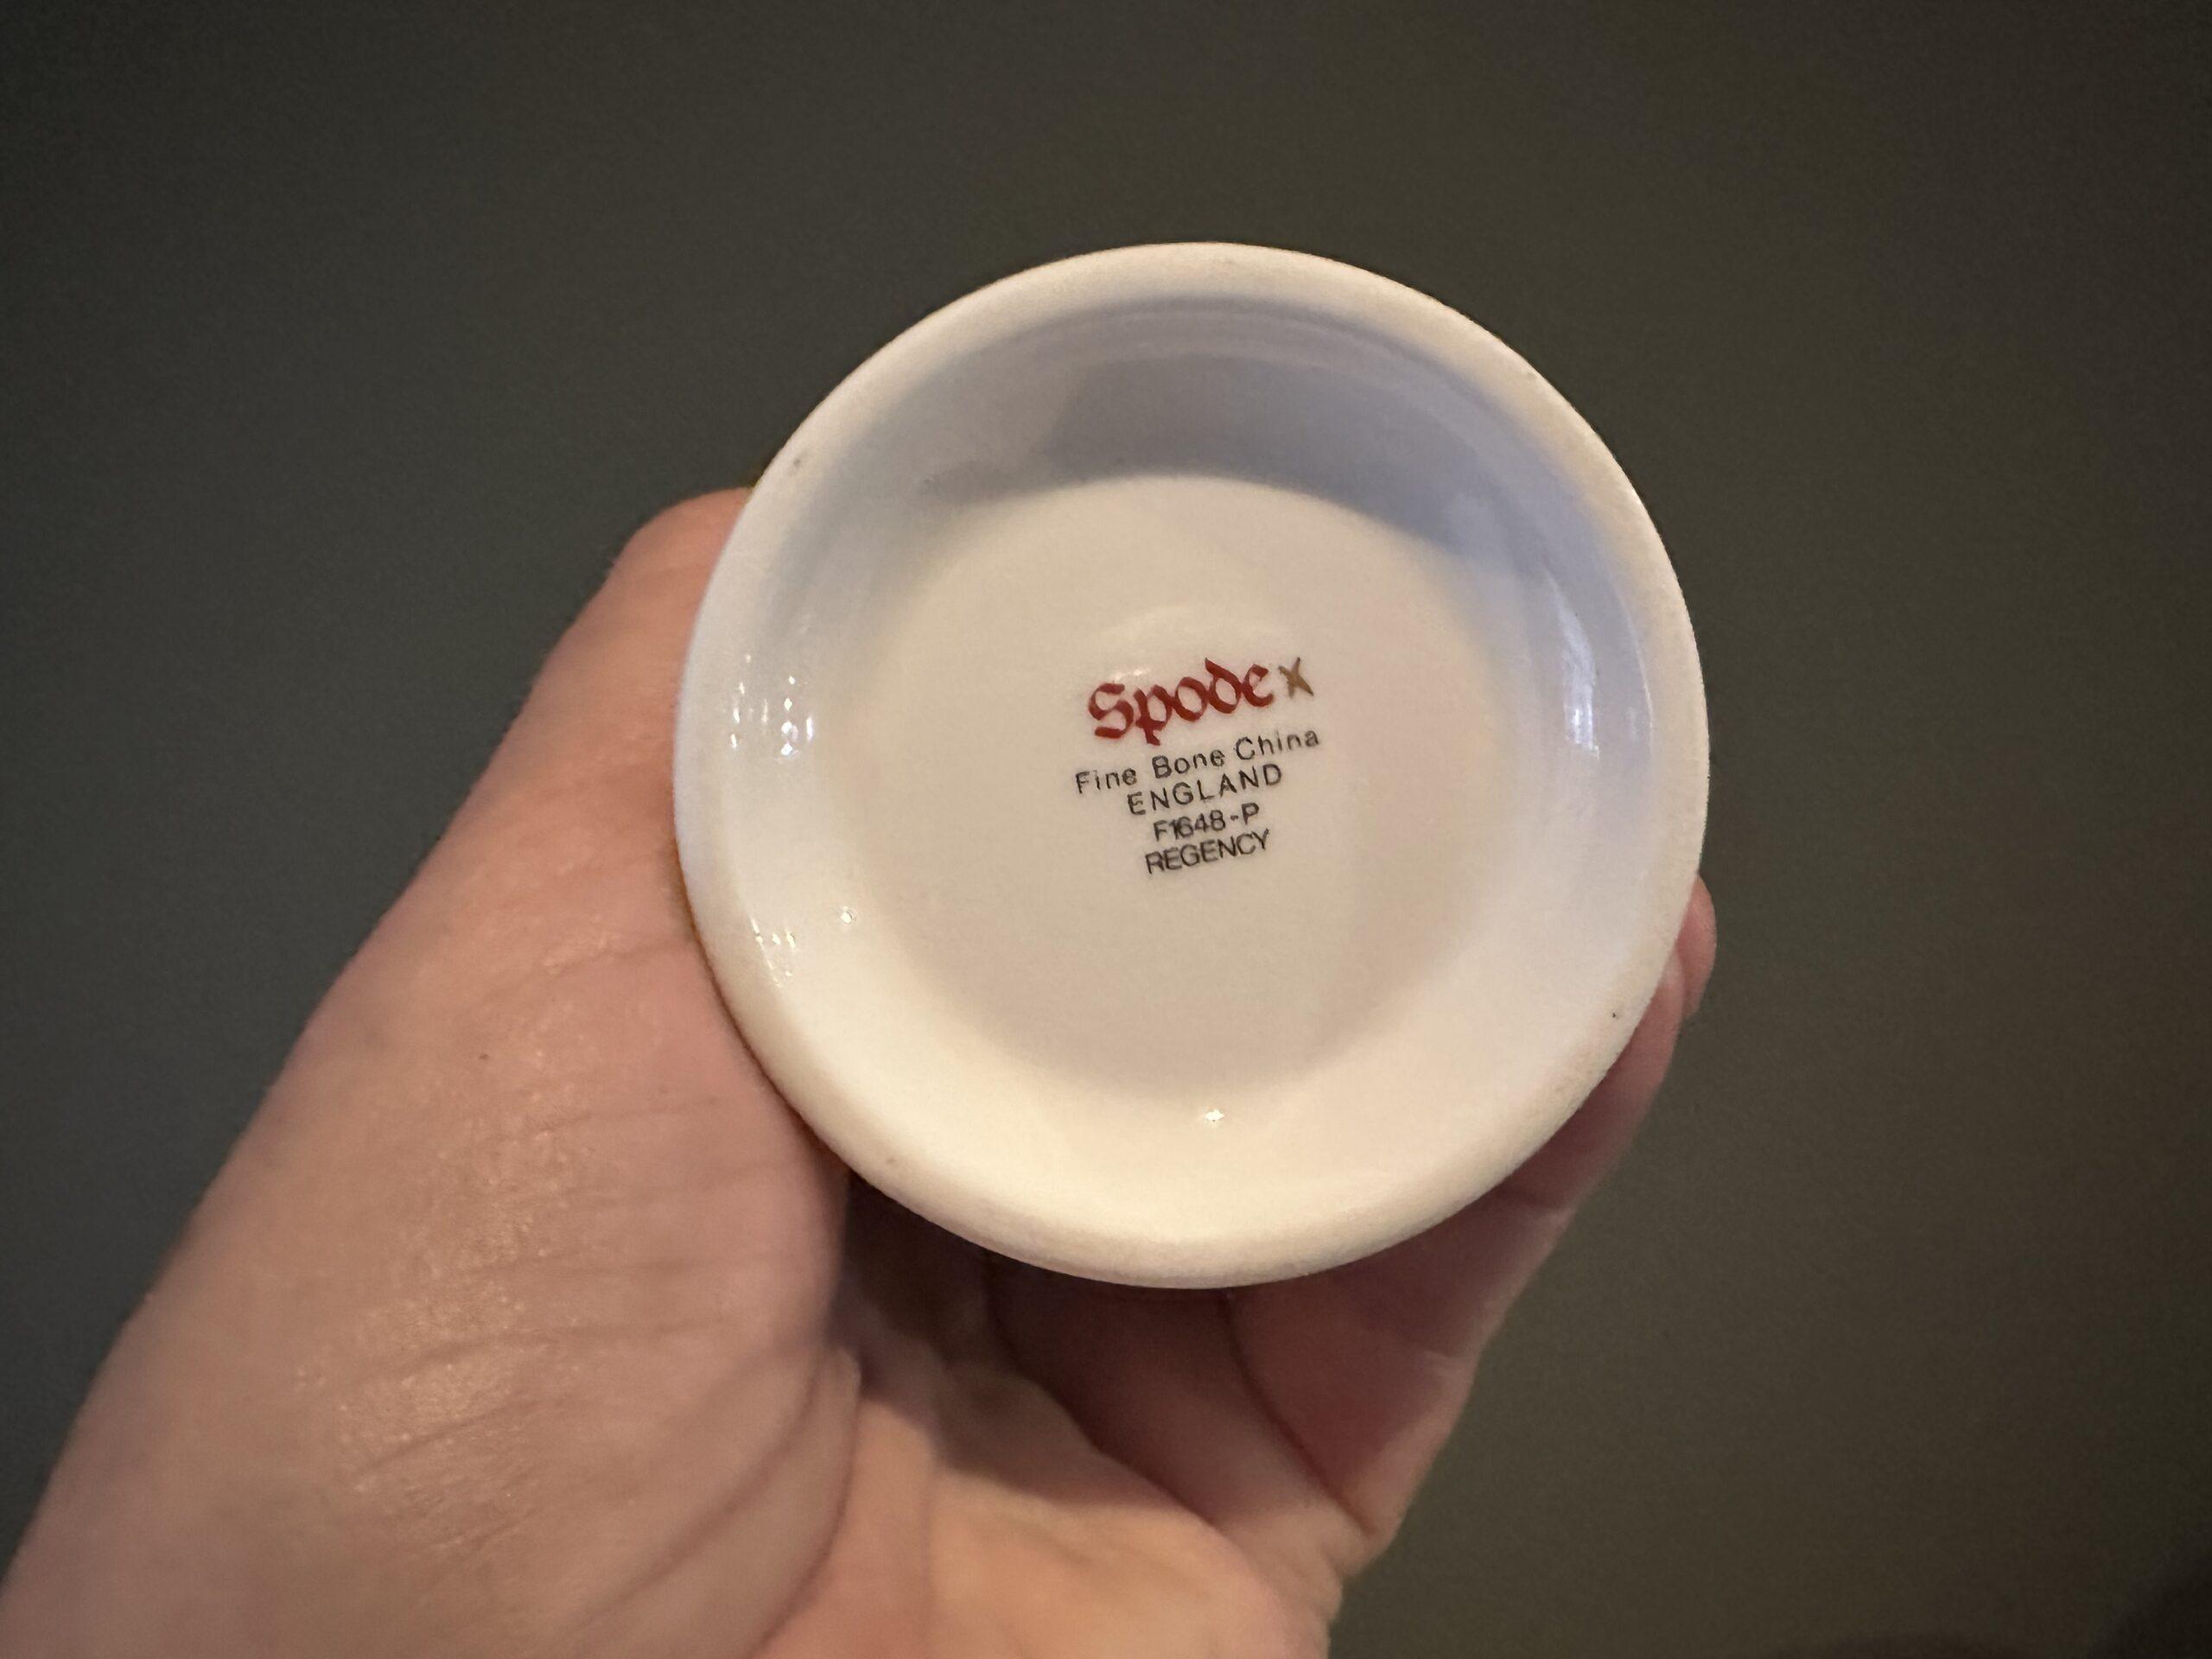 Spode x
Fine Bone China
ENGLAND
F1648-P
REGENCY